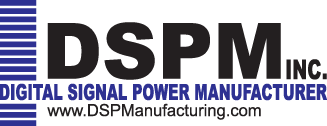 DSPM INC.
DIGITAL SIGNAL POWER MANUFACTURER
www.DSPManufacturing.com